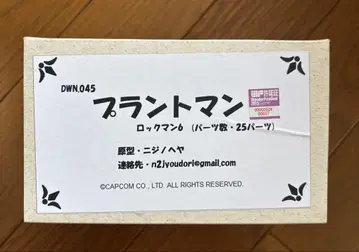 DWN.045
プラントマン
ロックマン6 (パーツ数・25パーツ)
原型・ニジノヘヤ
連絡先・n2jyoudori@gmail.com
©CAPCOM CO., LTD. ALL RIGHTS RESERVED.